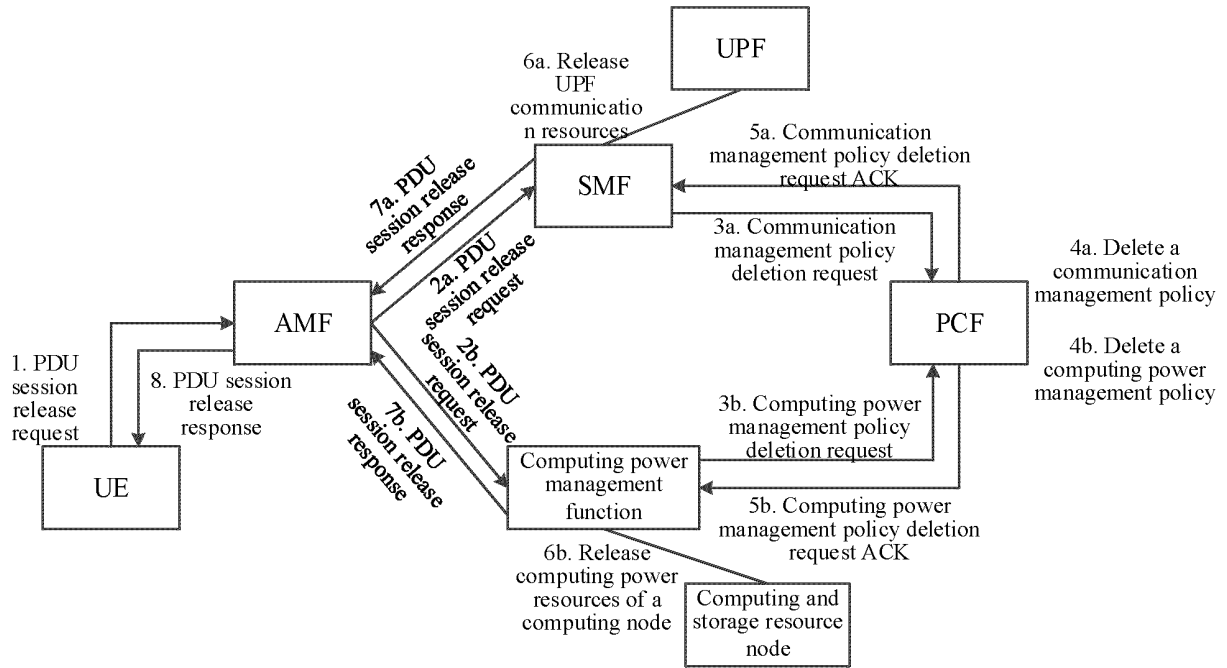 UPF
6a. Release
UPF
communicatio
n resources
5a. Communication
management policy deletion
request ACK
SMF
7a. PDU
session release
response
2a. PDU
session release
request
3a. Communication
management policy
deletion request
4a. Delete a
communication
management policy
AMF
PCF
4b. Delete a
computing power
management policy
1. PDU
session
release
request
8. PDU session
release
response
2b. PDU
session release
request
7b. PDU
session release
response
3b. Computing power
management policy
deletion request
UE
Computing power
management
function
5b. Computing power
management policy deletion
request ACK
6b. Release
computing power
resources of a
computing node
Computing and
storage resource
node